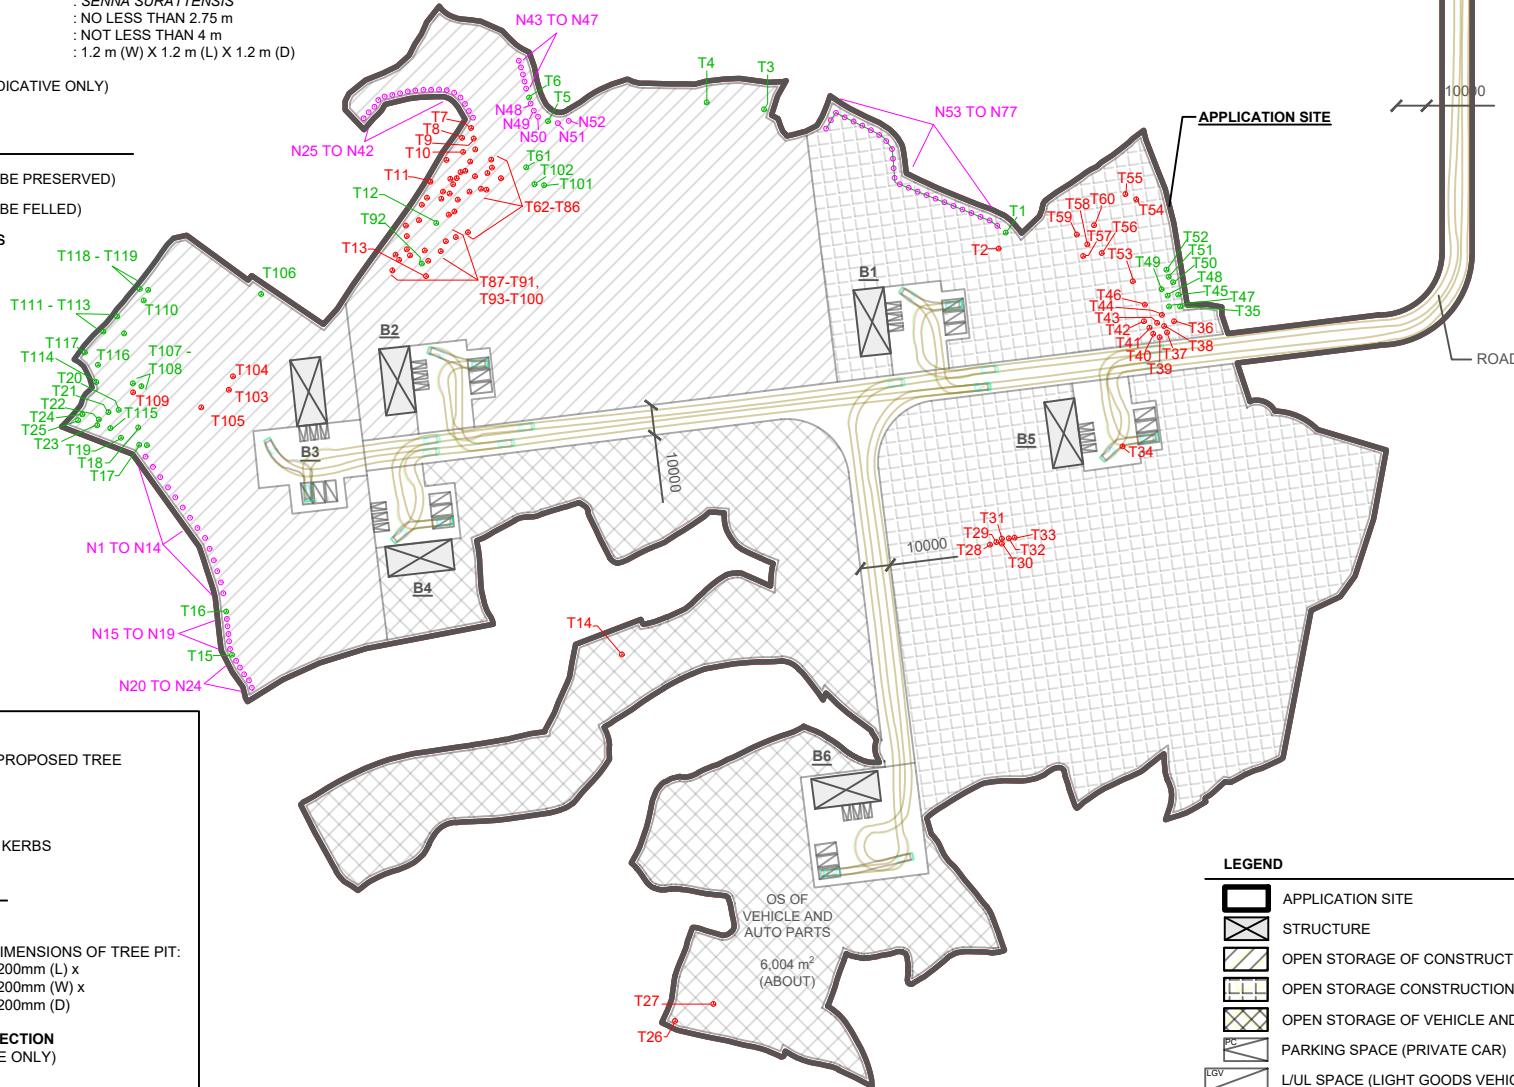 : SENNA SURATTENSIS
: NO LESS THAN 2.75 m
: NOT LESS THAN 4 m
: 1.2 m (W) X 1.2 m (L) X 1.2 m (D)
DICATIVE ONLY)
BE PRESERVED)
BE FELLED)
S
N43 TO N47
T6
T5
N48
N49
N50
N51
N52
T4
T3
N53 TO N77
10000
APPLICATION SITE
T7
T8
T9
T10
N25 TO N42
T11
T61
T102
T101
T12
T62-T86
T92
T13
T87-T91,
T93-T100
T1
T2
T55
T54
T60
T58
T59
T56
T57
T53
T52
T51
T50
T49
T48
T45
T47
T35
T46
T44
T43
T42
T41
T40
T39
T36
T38
T37
ROAD
T118 - T119
T106
T111 - T113
T110
T117
T114
T116
T107 -
T108
T20
T21
T109
T104
T103
T105
T22
T24
T25
T115
T23
T19
T18
T17
B1
B2
B3
B4
B5
T34
10000
10000
T31
T29
T28
T33
T32
T30
N1 TO N14
T16
N15 TO N19
T15
N20 TO N24
T14
PROPOSED TREE
KERBS
DIMENSIONS OF TREE PIT:
200mm (L) x
200mm (W) x
200mm (D)
ECTION
E ONLY)
B6
OS OF
VEHICLE AND
AUTO PARTS
6,004 m²
(ABOUT)
T27
T26
LEGEND
APPLICATION SITE
STRUCTURE
OPEN STORAGE OF CONSTRUCT
OPEN STORAGE CONSTRUCTION
OPEN STORAGE OF VEHICLE AND
PC
PARKING SPACE (PRIVATE CAR)
LGV
L/UL SPACE (LIGHT GOODS VEHIC